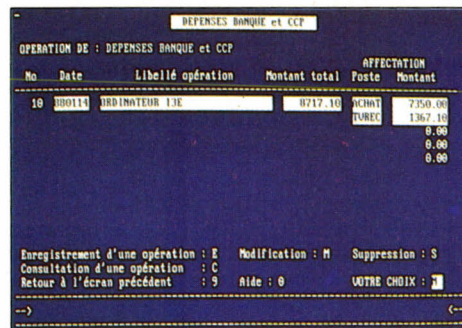 DEPENSES BANQUE et CCP
OPERATION DE : DEPENSES BANQUE et CCP
AFFECTATION
No Date Libellé opération Montant total Poste Montant
10 880114 ORDINATEUR 13E 8717.10 ACHAT 7350.00
TVREC 1367.10
0.00
0.00
0.00
Enregistrement d'une opération : E Modification : M Suppression : S
Consultation d'une opération : C
Retour à l'écran précédent : 9 Aide : 0 VOTRE CHOIX : M
--> <--